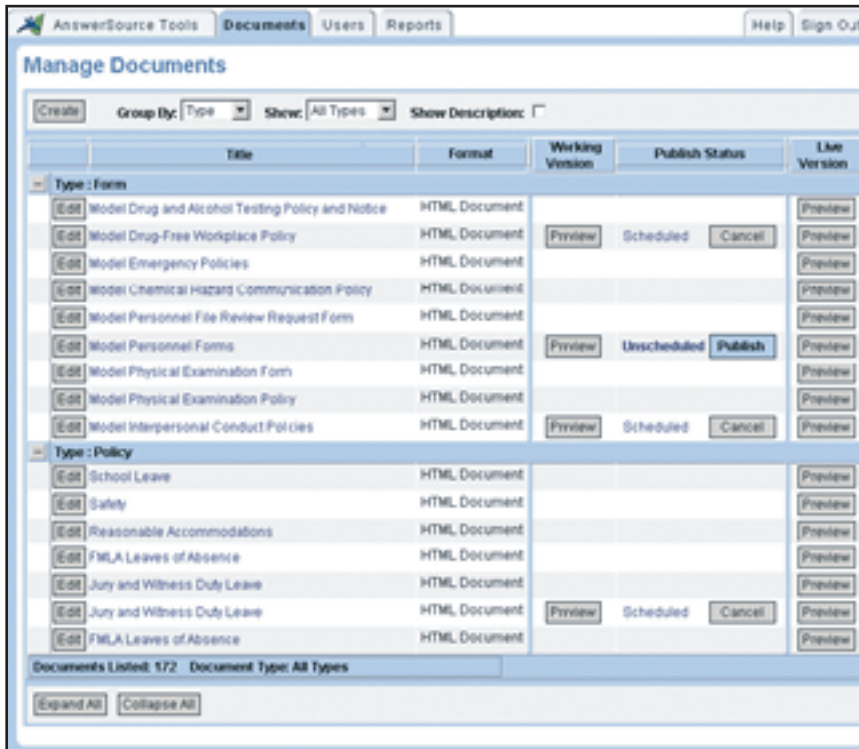 AnswerSource Tools Documents Users Reports Help Sign Out
Manage Documents
Create Group By: Type Show: All Types Show Description:
Title Format Working Version Publish Status Live Version
Type : Form
Edit Model Drug and Alcohol Testing Policy and Notice HTML Document Preview
Edit Model Drug-Free Workplace Policy HTML Document Preview Scheduled Cancel Preview
Edit Model Emergency Policies HTML Document Preview
Edit Model Chemical Hazard Communication Policy HTML Document Preview
Edit Model Personnel File Review Request Form HTML Document Preview
Edit Model Personnel Forms HTML Document Preview Unscheduled Publish Preview
Edit Model Physical Examination Form HTML Document Preview
Edit Model Physical Examination Policy HTML Document Preview
Edit Model Interpersonal Conduct Policies HTML Document Preview Scheduled Cancel Preview
Type : Policy
Edit School Leave HTML Document Preview
Edit Safety HTML Document Preview
Edit Reasonable Accommodations HTML Document Preview
Edit FMLA Leaves of Absence HTML Document Preview
Edit Jury and Witness Duty Leave HTML Document Preview
Edit Jury and Witness Duty Leave HTML Document Preview Scheduled Cancel Preview
Edit FMLA Leaves of Absence HTML Document Preview
Documents Listed: 172 Document Type: All Types
Expand All Collapse All